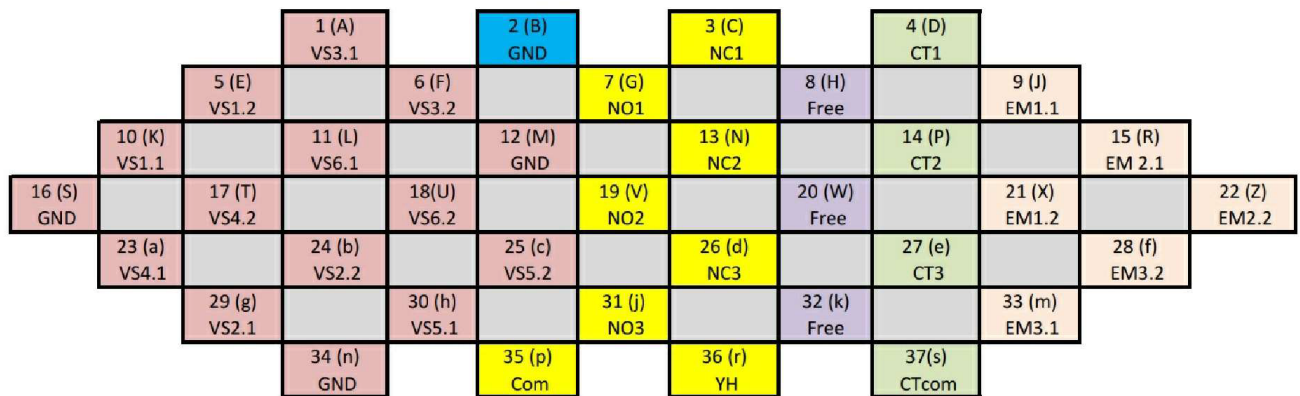 1 (A) 2 (B) 3 (C) 4 (D)
VS3.1 GND NC1 CT1
5 (E) 6 (F) 7 (G) 8 (H) 9 (J)
VS1.2 VS3.2 NO1 Free EM1.1
10 (K) 11 (L) 12 (M) 13 (N) 14 (P) 15 (R)
VS1.1 VS6.1 GND NC2 CT2 EM 2.1
16 (S) 17 (T) 18(U) 19 (V) 20 (W) 21 (X) 22 (Z)
GND VS4.2 VS6.2 NO2 Free EM1.2 EM2.2
23 (a) 24 (b) 25 (c) 26 (d) 27 (e) 28 (f)
VS4.1 VS2.2 VS5.2 NC3 CT3 EM3.2
29 (g) 30 (h) 31 (j) 32 (k) 33 (m)
VS2.1 VS5.1 NO3 Free EM3.1
34 (n) 35 (p) 36 (r) 37(s)
GND Com YH CTcom